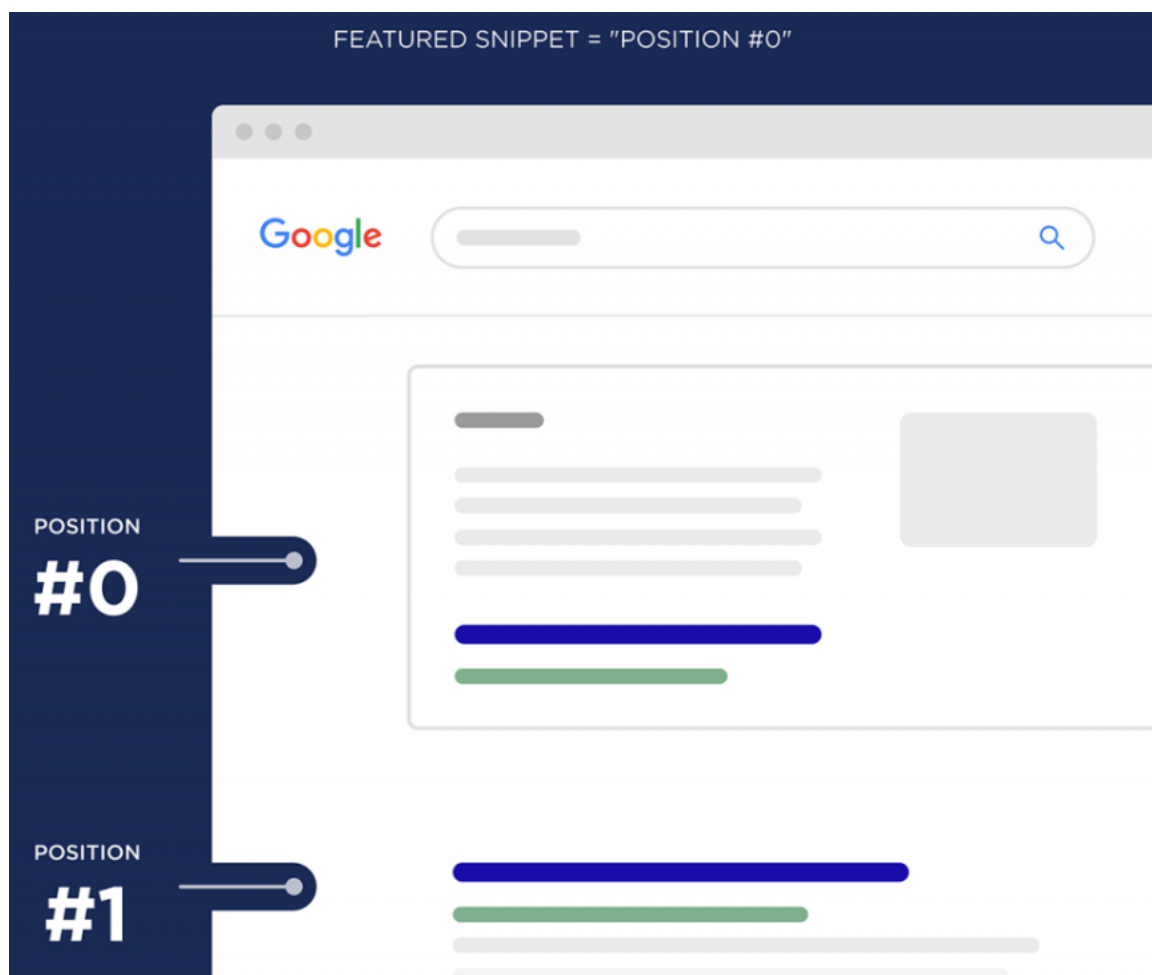 FEATURED SNIPPET = "POSITION #0"
Google
POSITION
#0
POSITION
#1